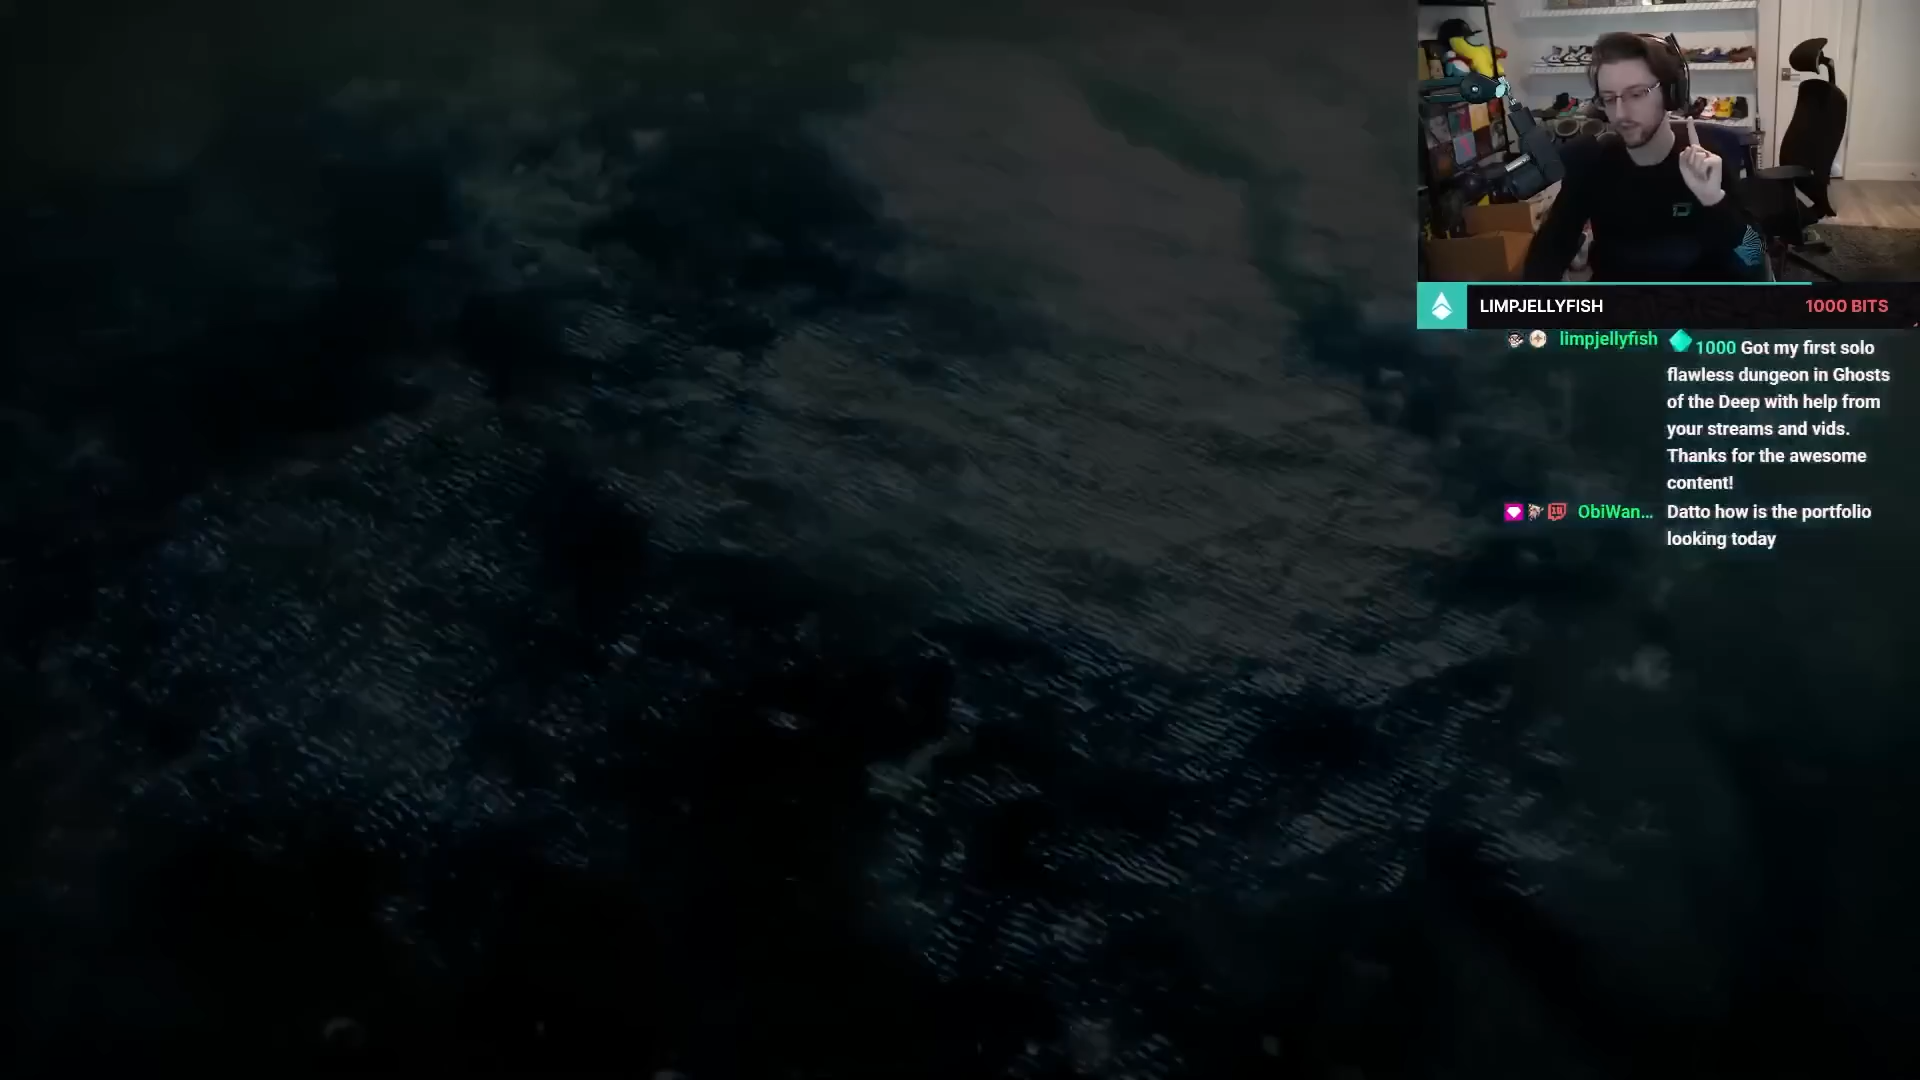 LIMPJELLYFISH 1000 BITS
limpjellyfish 1000 Got my first solo
flawless dungeon in Ghosts
of the Deep with help from
your streams and vids.
Thanks for the awesome
content!
ObiWan... Datto how is the portfolio
looking today